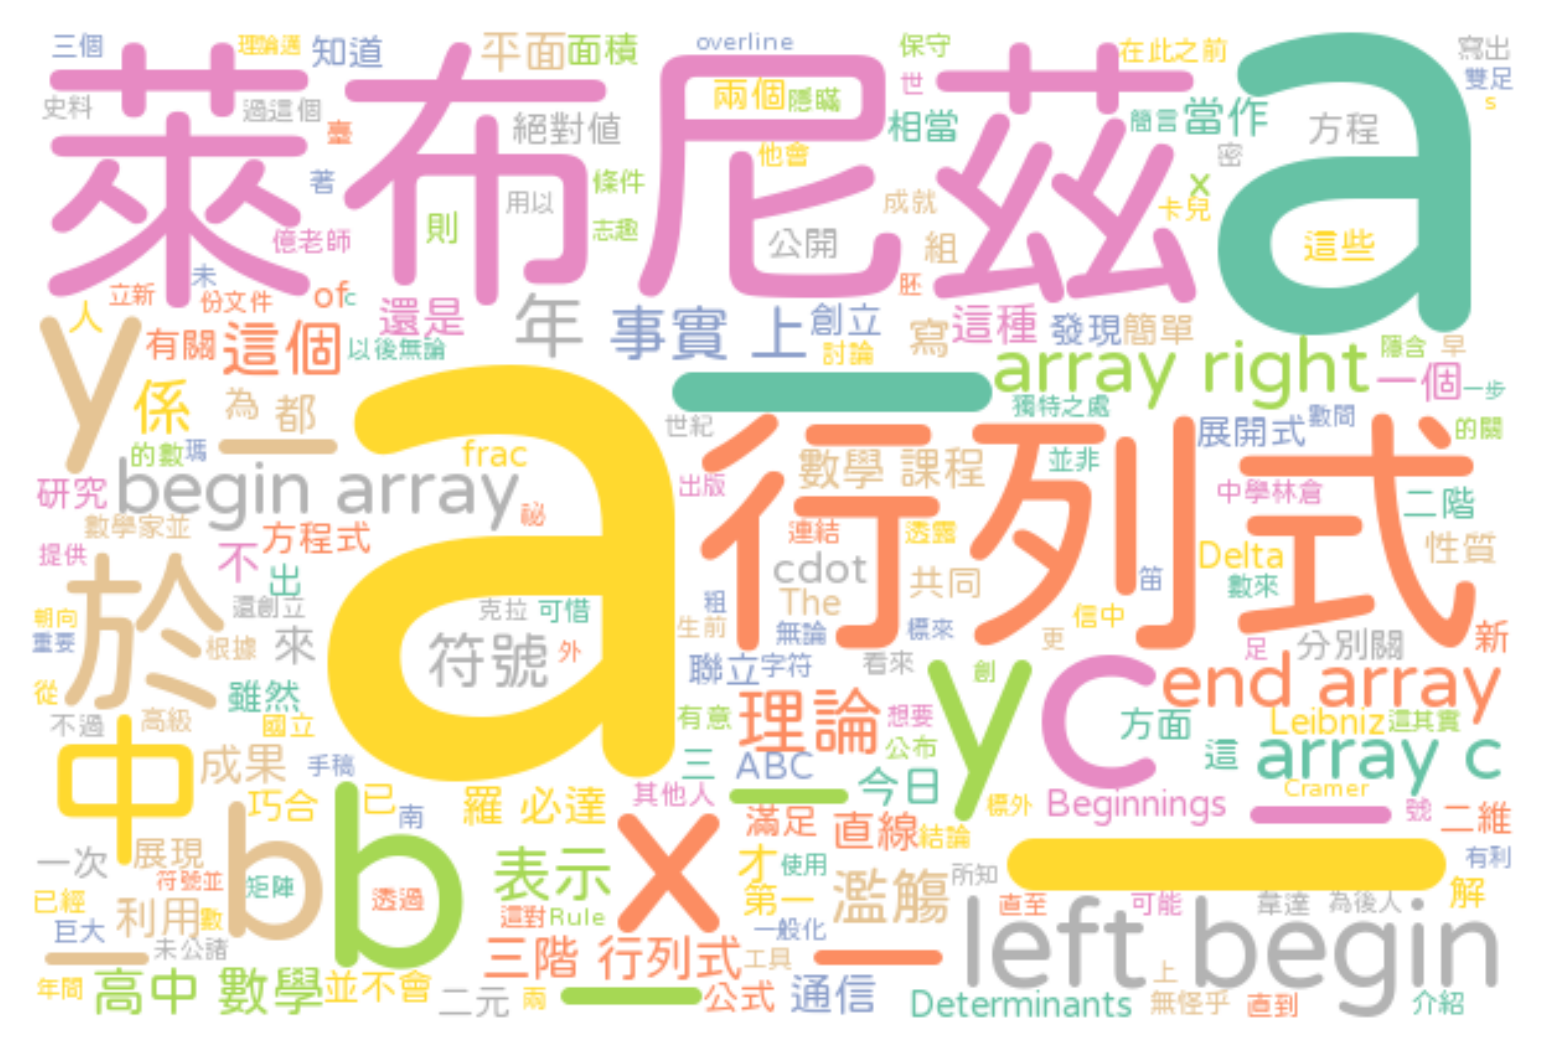 三個 理論邁 知道 平面 面積 overline 保守 在此之前 寫出
史料 過這個 臺 絕對值 兩個 隱瞞 世 相當 簡言 當作 方程 雙足 s
萊布尼茲 a
著 用以 條件 他會 成就 密 x 卡兒
億老師 則 志趣 公開 組 這些
未 立新 份文件 of c 還是 年 事實 上 創立 胚 寫 這種 發現 簡單
人 y 有關 這個 以後無論 討論 array right 隱含 早
係 為 都 一 世紀 獨特之處 一個 一步
的數 瑪 一 frac a 行列式 數學 課程 並非 展開式 數問 的關
研究 begin array 祕 出版 連結 透露 中學林倉 二階
數學家並 提供 不 方程式 cdot 共同 笛 Delta 性質
於 出 還創立 克拉 可惜 粗 The 信中 數來
朝向 重要 根據 來 符號 外 生前 無論 標來 更 足 分別關 新
從 雖然 聯立 字符 看來 y 創 c end array
不過 高級 國立 有意 理論 想要 方面 Leibniz 這其實
中 成果 手稿 三 ABC 公布 今日 這 array c
巧合 已 南 羅 必達 其他人 一 標外 Beginnings Cramer 一 號 二維
一次 展現 b b 表示 x 滿足 直線 結論 一
符號並 矩陣 透過 才 使用 所知 有利
已經 利用 數 這對 Rule 第一 濫觴 直至 可能 韋達 為後人 解
巨大 未公諸 三階 行列式 一般化 工具 一 left begin
一 年間 高中 數學 並不會 二元 兩 一 公式 通信 Determinants 上 無怪乎 直到 介紹